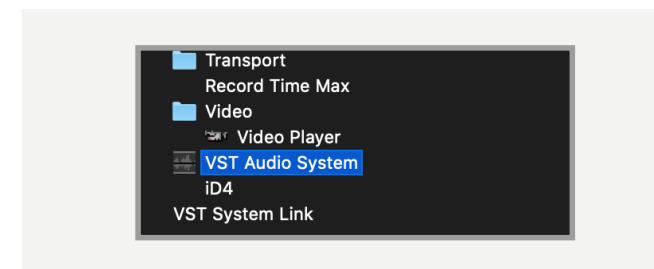 Transport
Record Time Max
Video
Video Player
VST Audio System
iD4
VST System Link